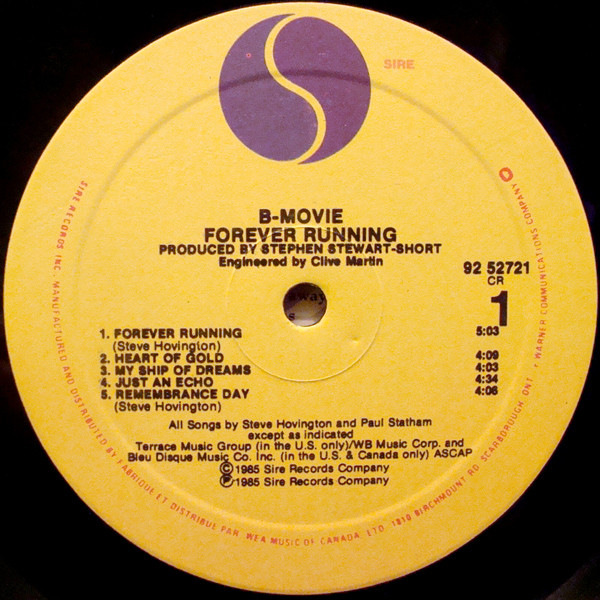 SIRE
B-MOVIE
FOREVER RUNNING
PRODUCED BY STEPHEN STEWART-SHORT
Engineered by Clive Martin
92 52721
CR
1
away
s
1. FOREVER RUNNING 5:03
(Steve Hovington)
2. HEART OF GOLD 4:09
3. MY SHIP OF DREAMS 4:03
4. JUST AN ECHO 4:34
5. REMEMBRANCE DAY 4:06
(Steve Hovington)
All Songs by Steve Hovington and Paul Statham
except as indicated
Terrace Music Group (in the U.S. only)/WB Music Corp. and
Bleu Disque Music Co. Inc. (in the U.S. & Canada only) ASCAP
©1985 Sire Records Company
℗1985 Sire Records Company
SIRE RECORDS INC. MANUFACTURED AND DISTRIBUTED BY/FABRIQUE ET DISTRIBUE PAR WEA MUSIC OF CANADA, LTD. 1810 BIRCHMOUNT RD. SCARBOROUGH, ONT. A WARNER COMMUNICATIONS COMPANY